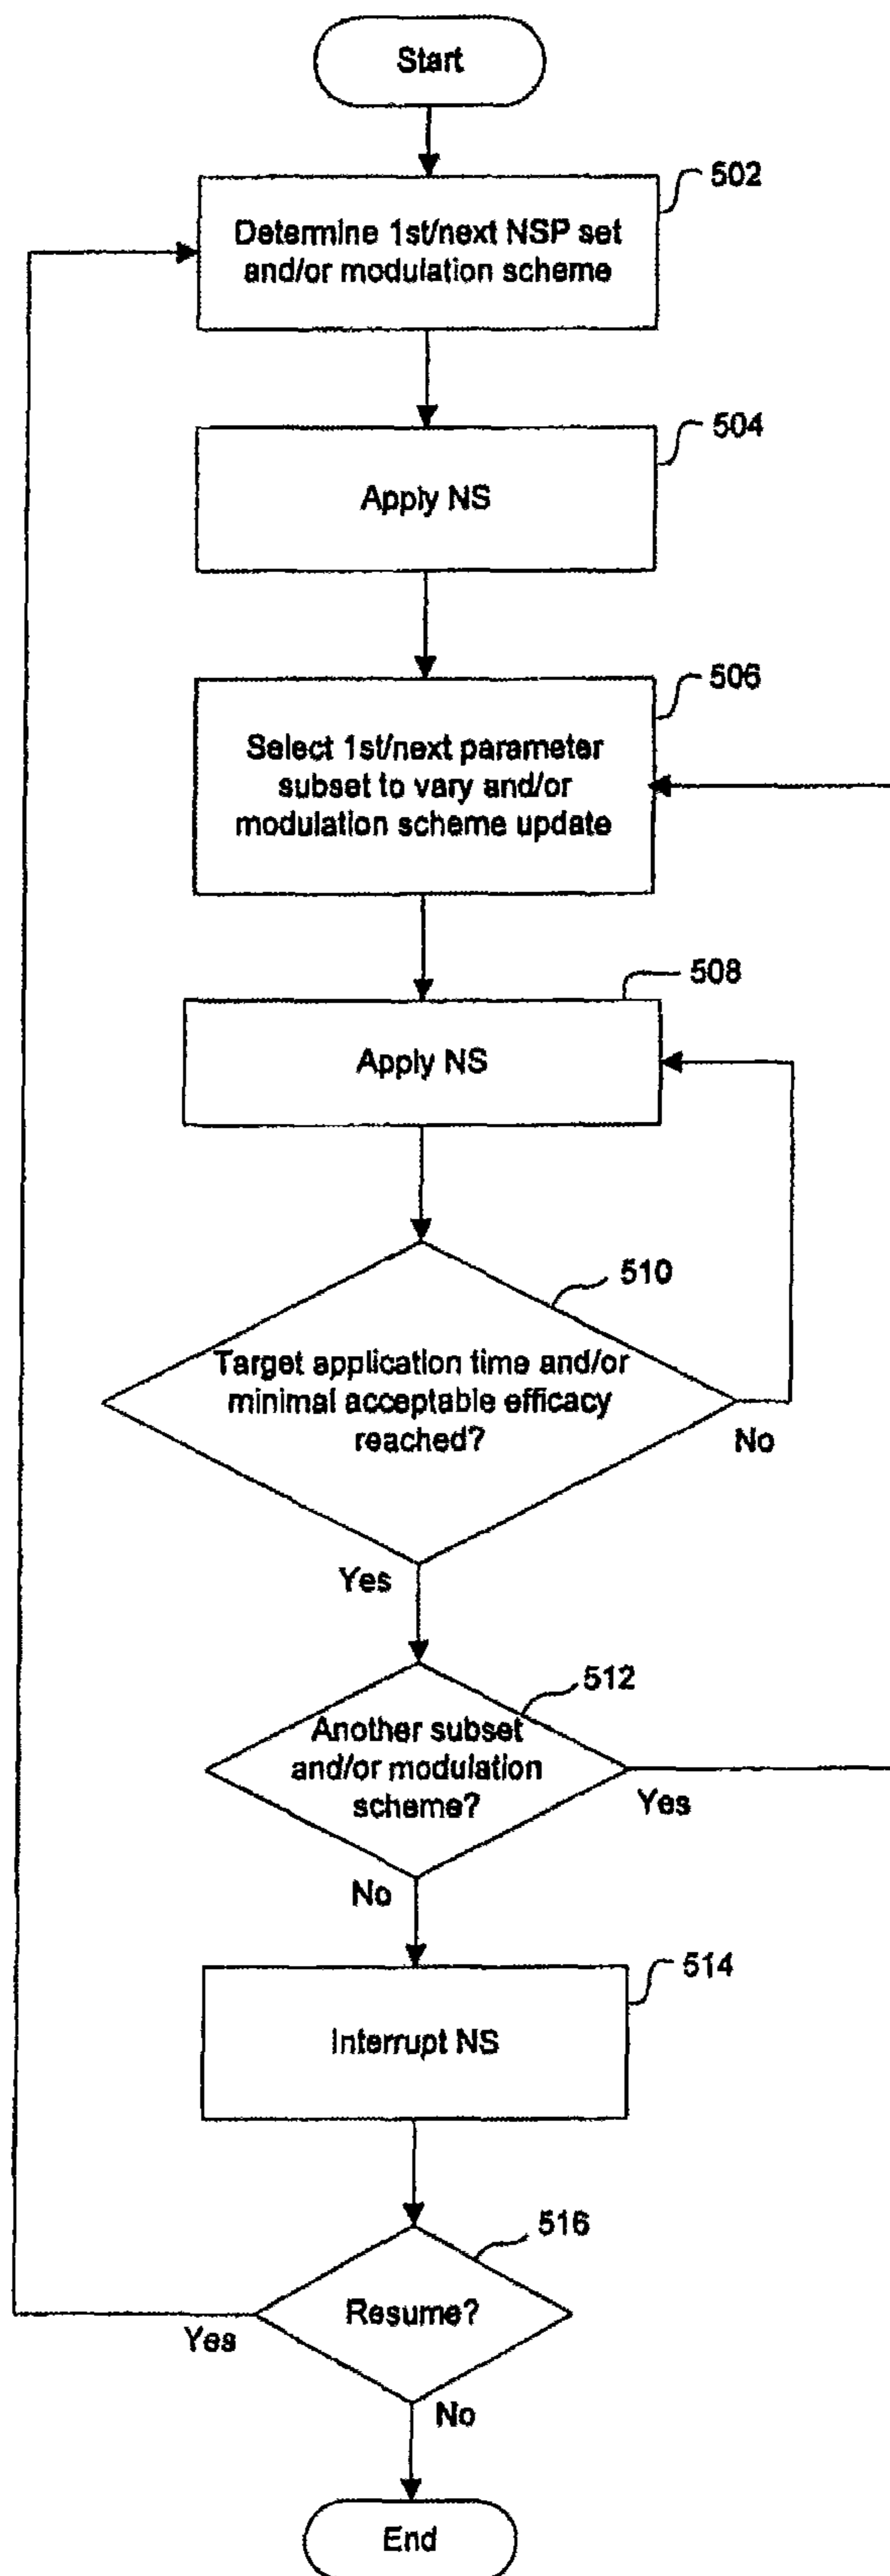 Start
502
Determine 1st/next NSP set
and/or modulation scheme
504
Apply NS
506
Select 1st/next parameter
subset to vary and/or
modulation scheme update
508
Apply NS
510
Target application time and/or
minimal acceptable efficacy
reached?
No
Yes
512
Another subset
and/or modulation
scheme?
Yes
No
514
Interrupt NS
516
Resume?
Yes
No
End